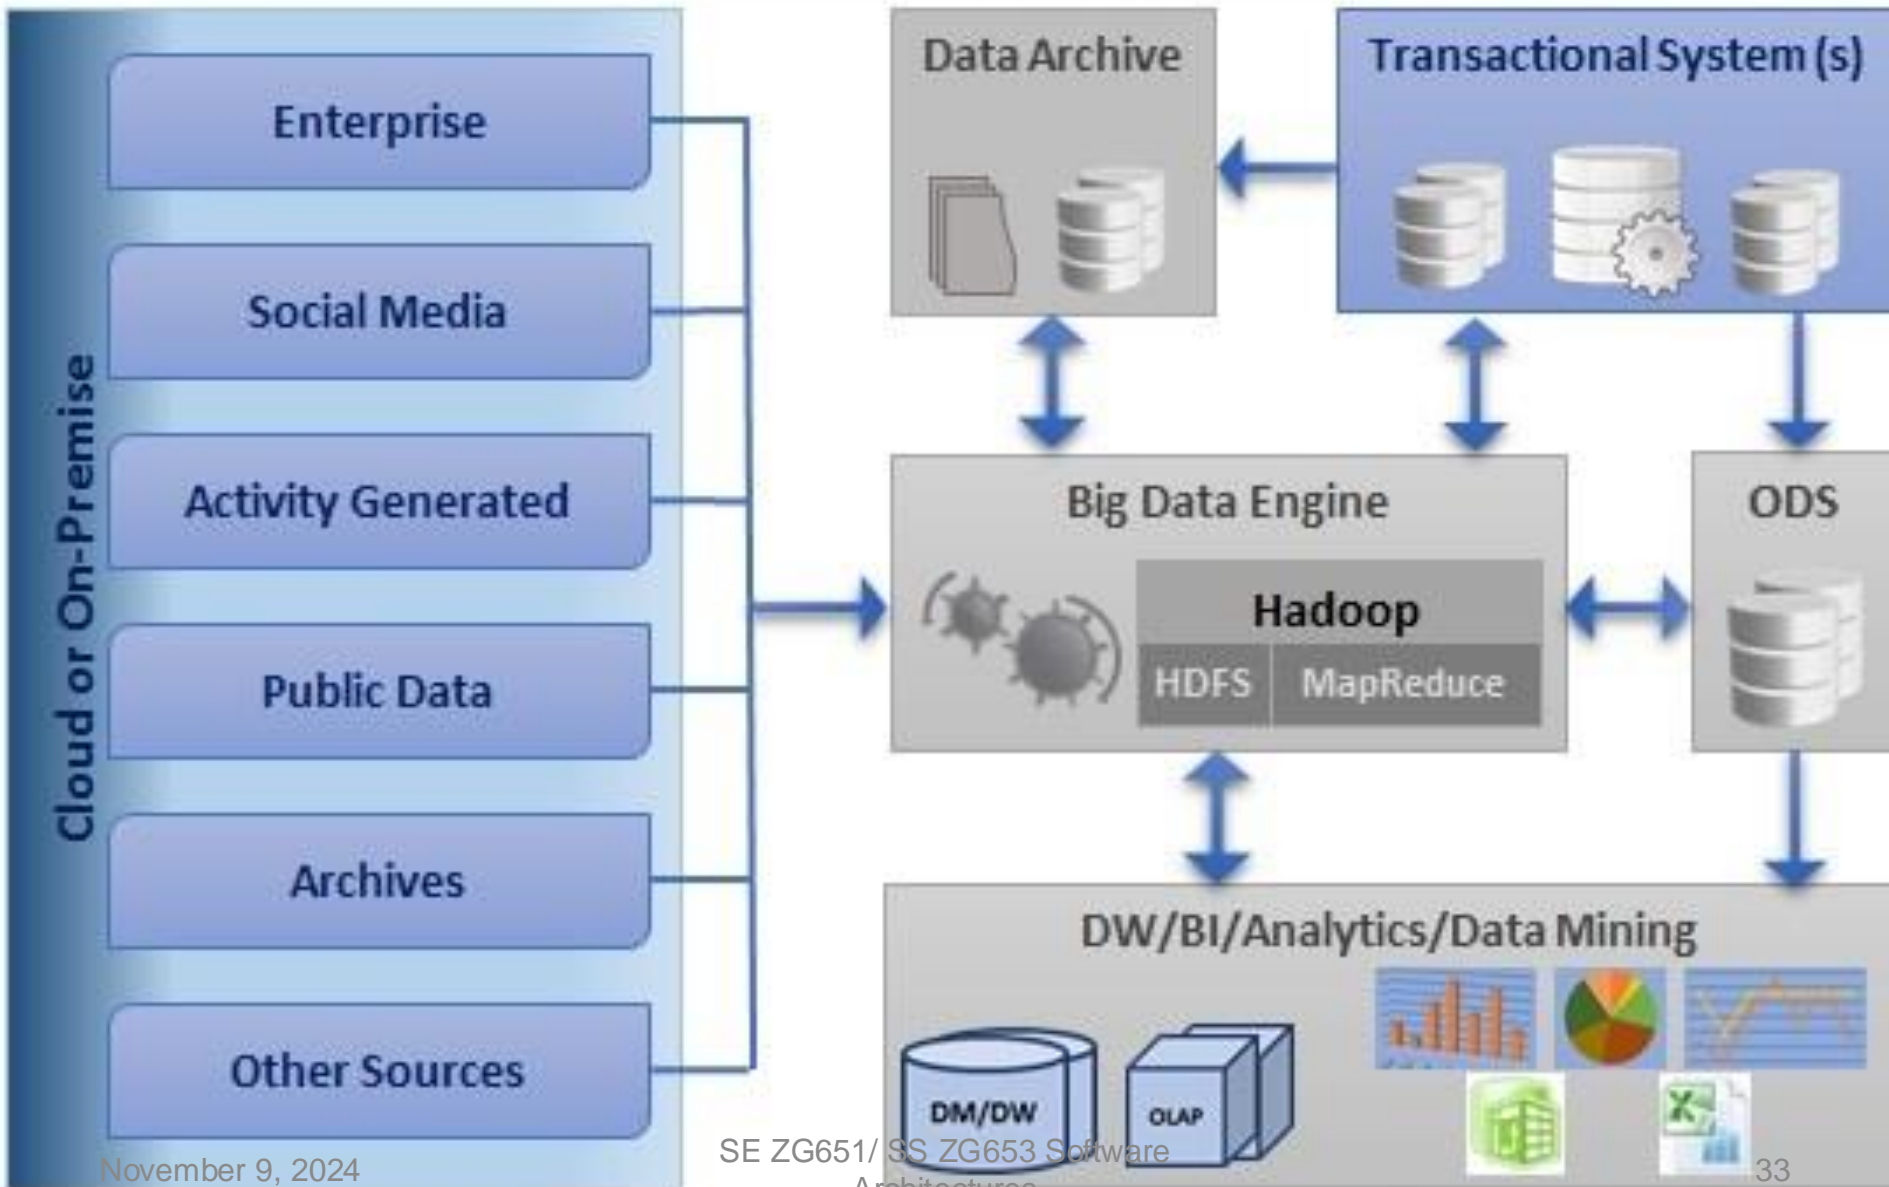 Cloud or On-Premise
Enterprise
Social Media
Activity Generated
Public Data
Archives
Other Sources
Data Archive
Transactional System (s)
Big Data Engine
Hadoop
HDFS
MapReduce
ODS
DW/BI/Analytics/Data Mining
DM/DW
OLAP
November 9, 2024
SE ZG651/ SS ZG653 Software
Architectures
33